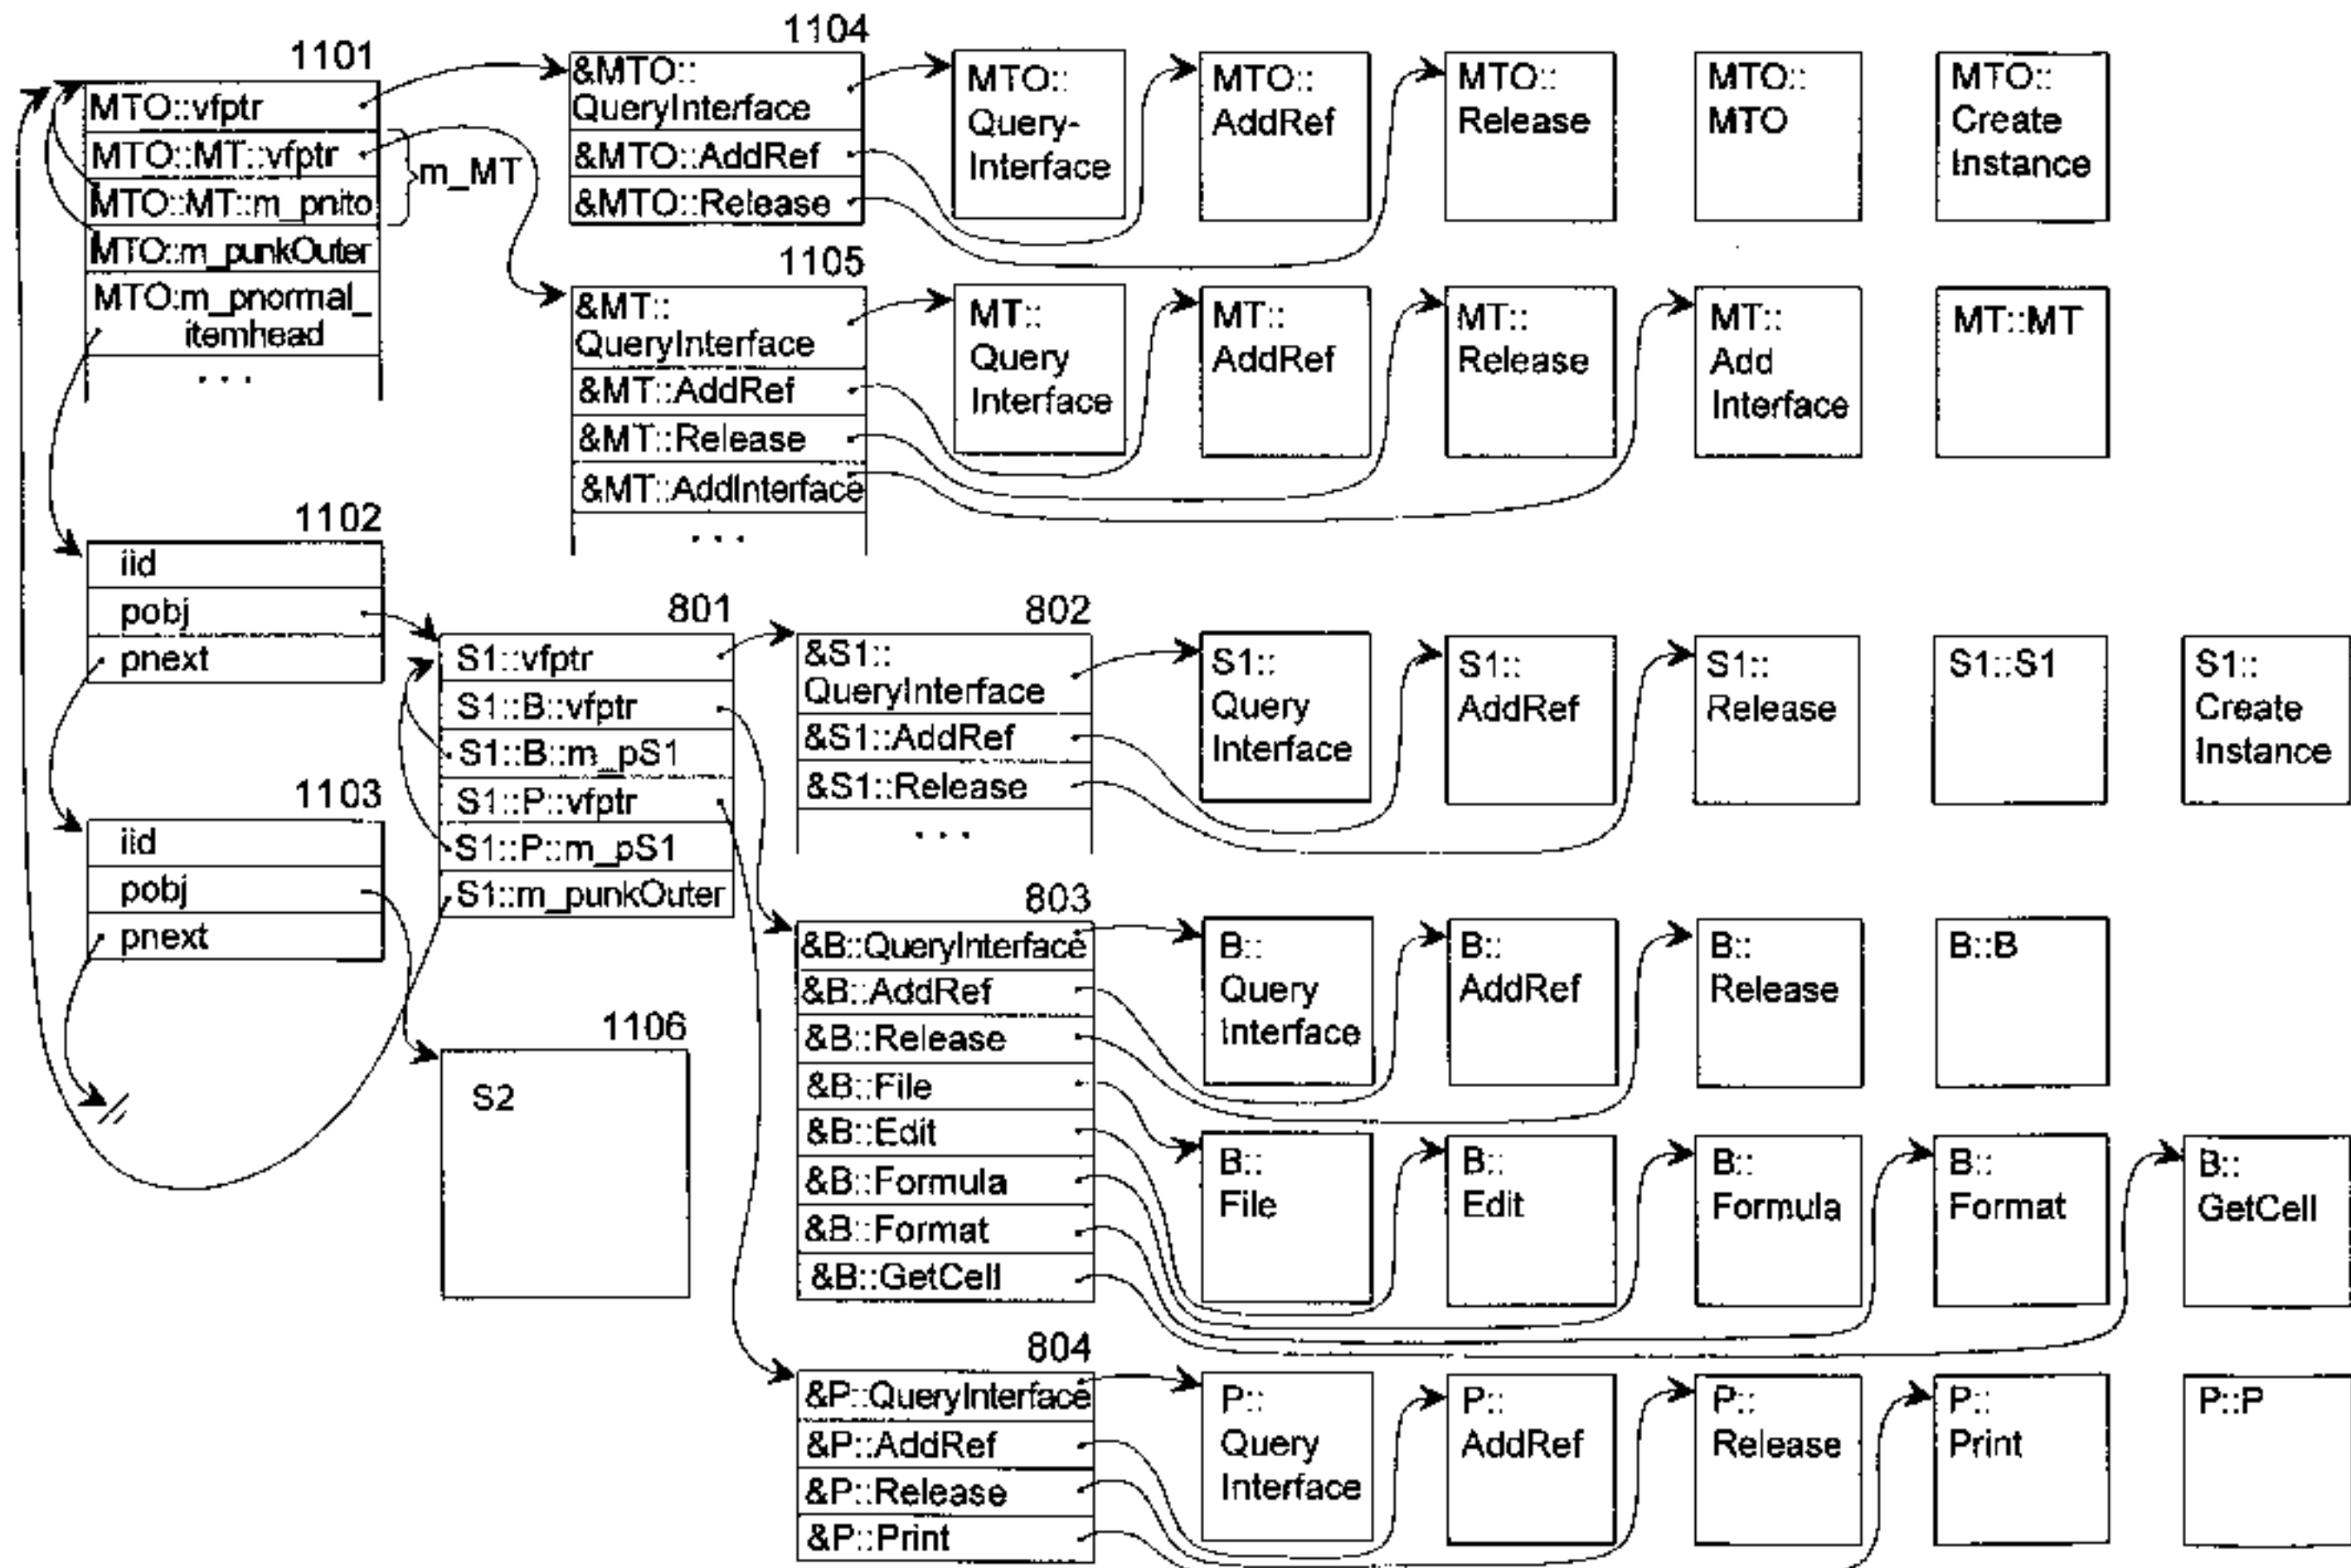 1101
MTO::vfptr
MTO::MT::vfptr
MTO::MT::m_pnito
m_MT
MTO:m_punkOuter
MTO:m_pnormal_
itemhead
. . .
1104
&MTO::
QueryInterface
&MTO::AddRef
&MTO::Release
MTO::
Query-
Interface
MTO::
AddRef
MTO::
Release
MTO::
MTO
MTO::
Create
Instance
1105
&MT::
QueryInterface
&MT::AddRef
&MT::Release
&MT::AddInterface
. . .
MT::
Query
Interface
MT::
AddRef
MT::
Release
MT::
Add
Interface
MT::MT
1102
iid
pobj
pnext
1103
iid
pobj
pnext
801
S1::vfptr
S1::B::vfptr
S1::B::m_pS1
S1::P::vfptr
S1::P::m_pS1
S1::m_punkOuter
1106
S2
802
&S1::
QueryInterface
&S1::AddRef
&S1::Release
. . .
S1::
Query
Interface
S1::
AddRef
S1::
Release
S1::S1
S1::
Create
Instance
803
&B::QueryInterface
&B::AddRef
&B::Release
&B::File
&B::Edit
&B::Formula
&B::Format
&B::GetCell
B::
Query
Interface
B::
AddRef
B::
Release
B::B
B::
File
B::
Edit
B::
Formula
B::
Format
B::
GetCell
804
&P::QueryInterface
&P::AddRef
&P::Release
&P::Print
P::
Query
Interface
P::
AddRef
P::
Release
P::
Print
P::P